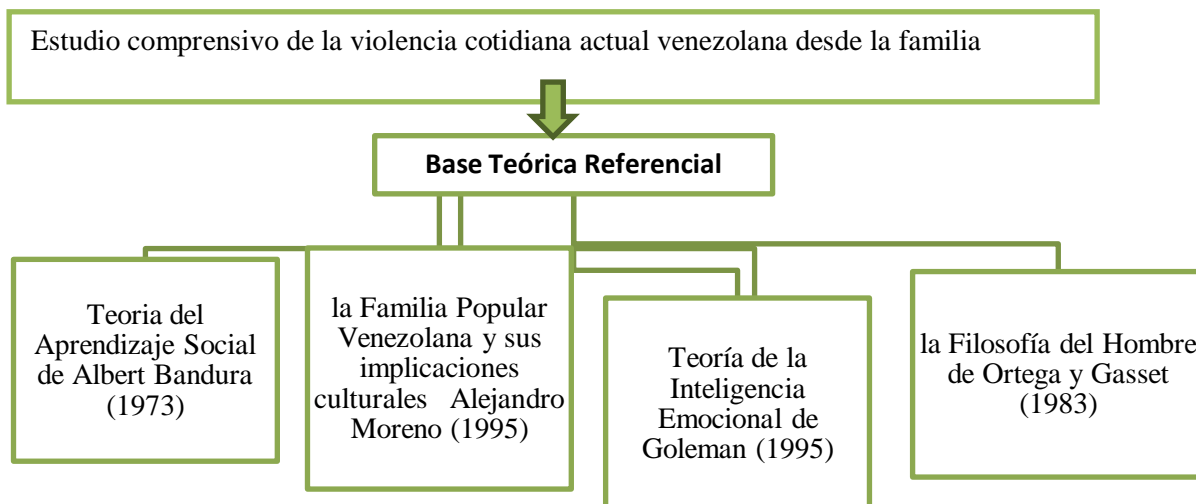 Estudio comprensivo de la violencia cotidiana actual venezolana desde la familia
Base Teórica Referencial
Teoria del
Aprendizaje Social
de Albert Bandura
(1973)
la Familia Popular
Venezolana y sus
implicaciones
culturales Alejandro
Moreno (1995)
Teoría de la
Inteligencia
Emocional de
Goleman (1995)
la Filosofía del Hombre
de Ortega y Gasset
(1983)